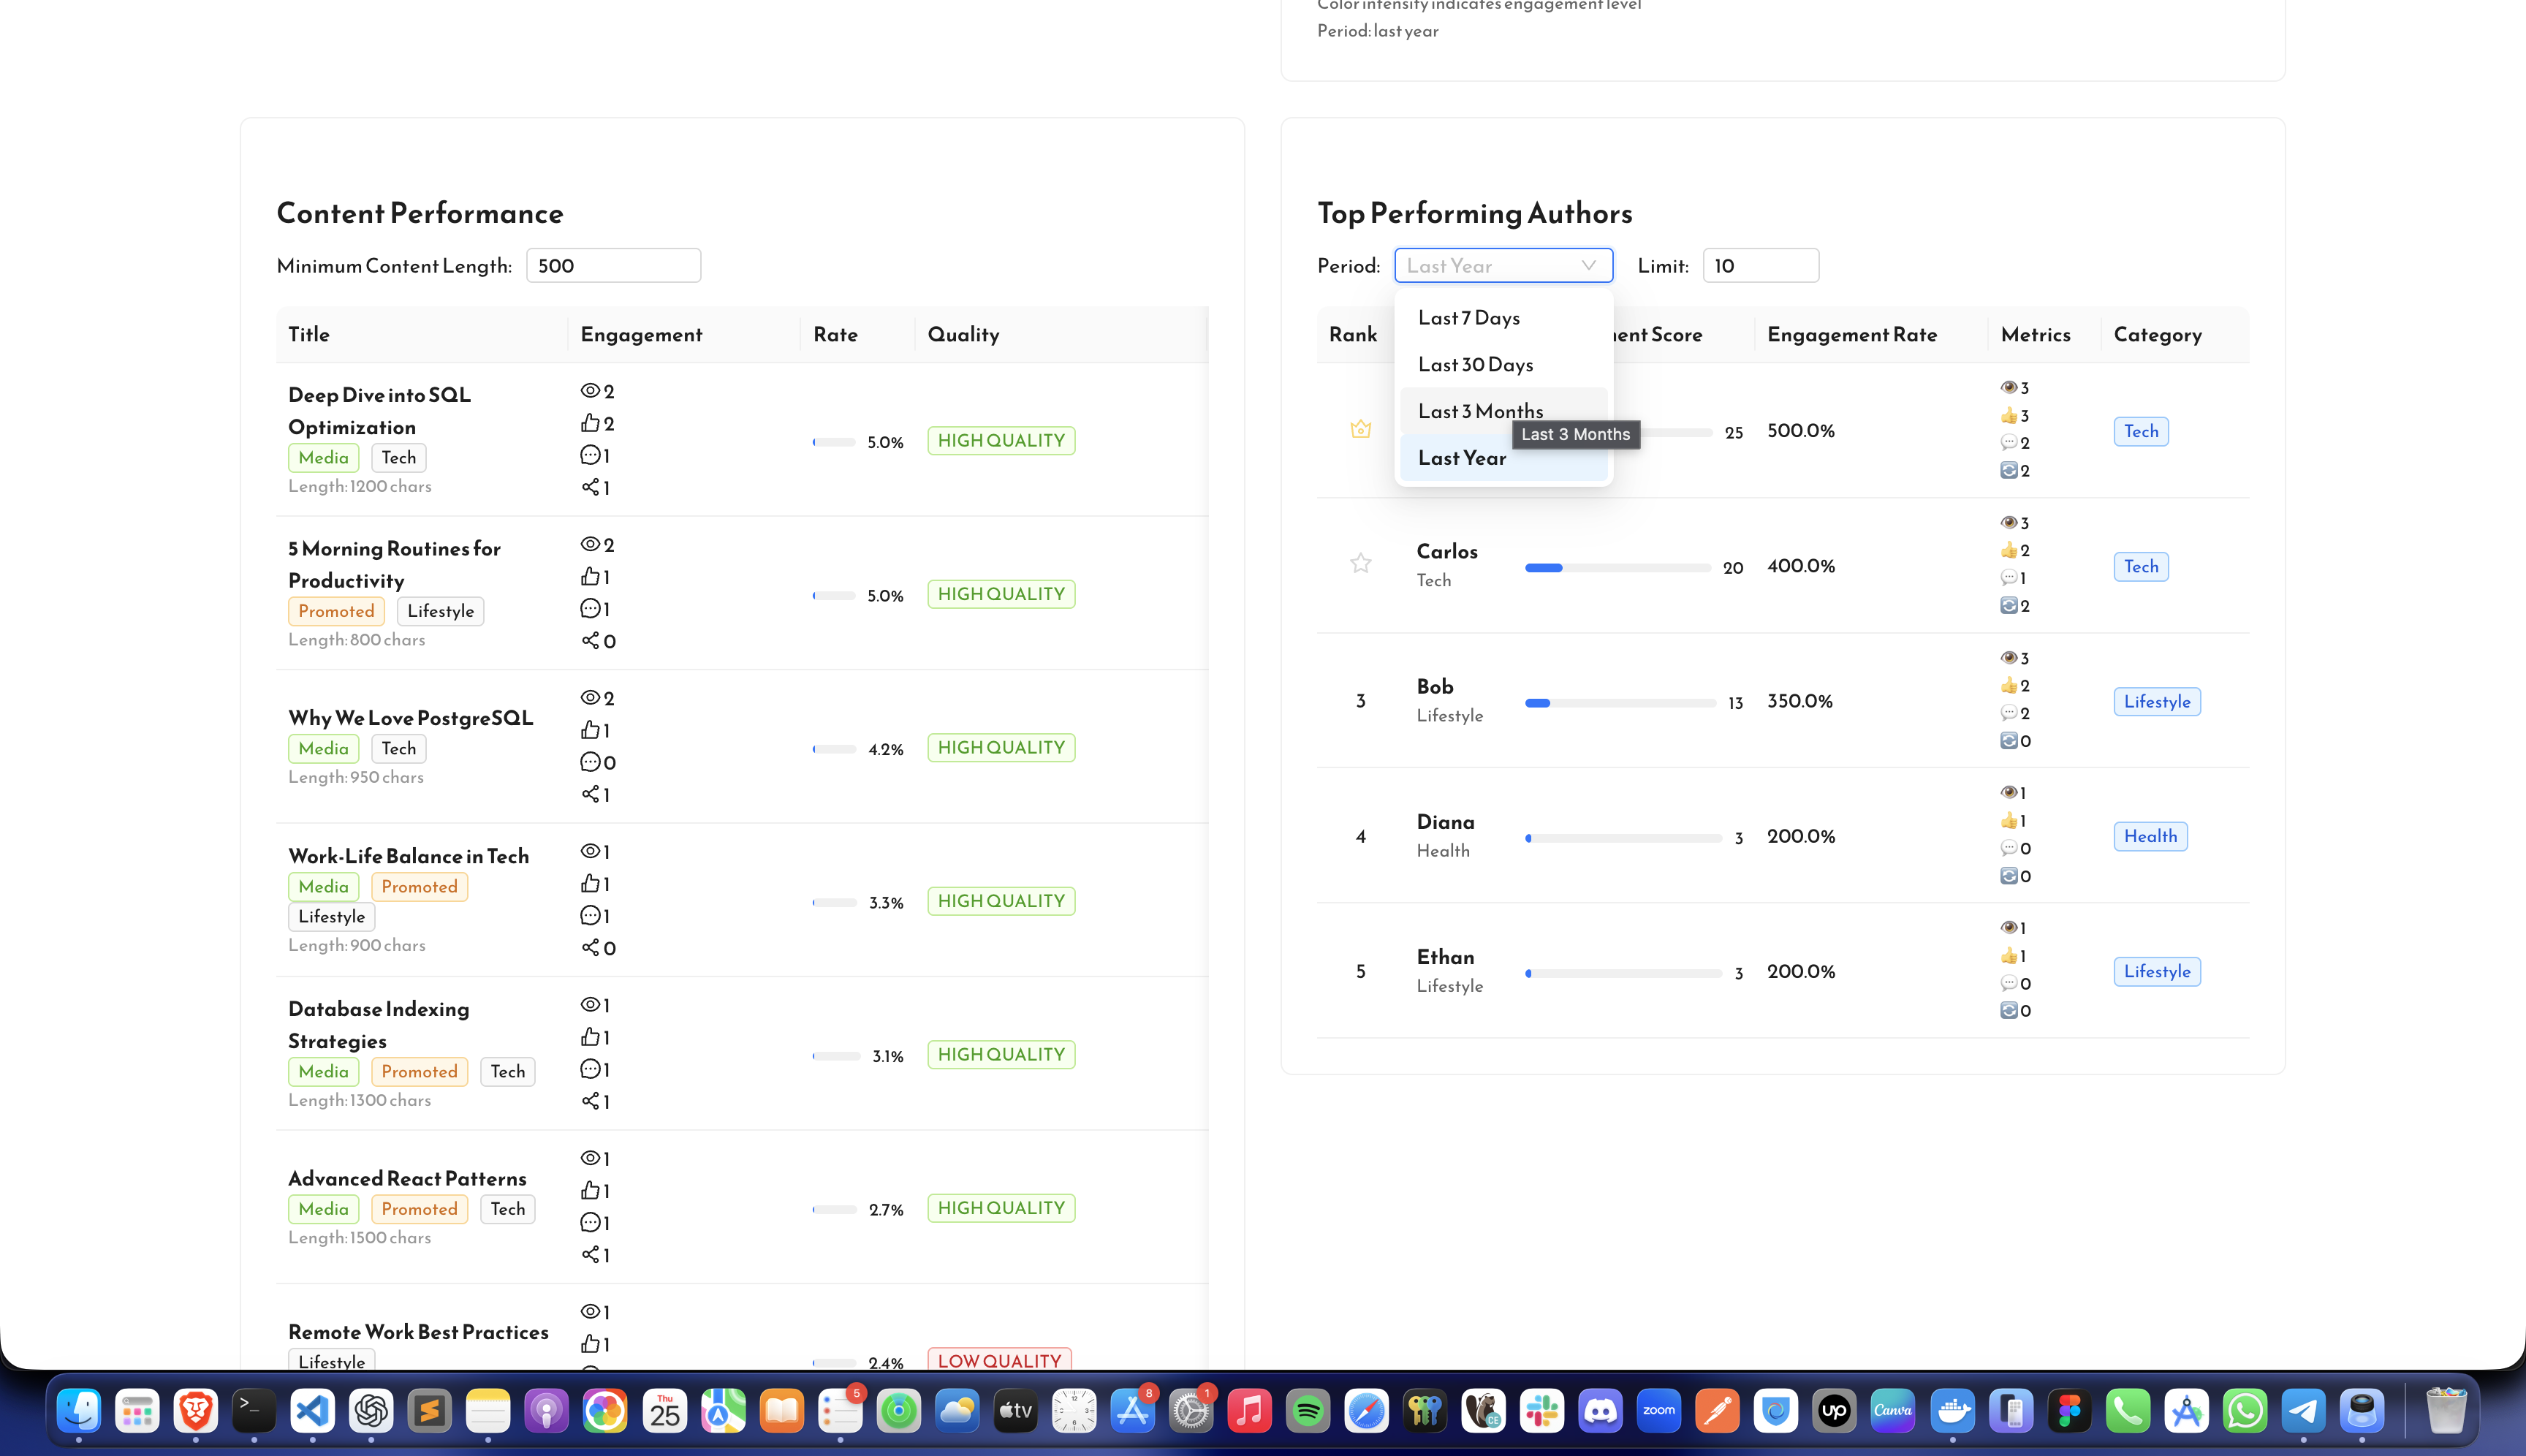 Color intensity indicates engagement level
Period: last year
Content Performance
Minimum Content Length: 500
Title Engagement Rate Quality
Deep Dive into SQL
Optimization
Media Tech
Length: 1200 chars
2
2
1
1
5.0%
HIGH QUALITY
5 Morning Routines for
Productivity
Promoted Lifestyle
Length: 800 chars
2
1
1
0
5.0%
HIGH QUALITY
Why We Love PostgreSQL
Media Tech
Length: 950 chars
2
1
0
1
4.2%
HIGH QUALITY
Work-Life Balance in Tech
Media Promoted
Lifestyle
Length: 900 chars
1
1
1
0
3.3%
HIGH QUALITY
Database Indexing
Strategies
Media Promoted Tech
Length: 1300 chars
1
1
1
1
3.1%
HIGH QUALITY
Advanced React Patterns
Media Promoted Tech
Length: 1500 chars
1
1
1
1
2.7%
HIGH QUALITY
Remote Work Best Practices
Lifestyle
1
1
2.4%
LOW QUALITY
Top Performing Authors
Period: Last Year Limit: 10
Last 7 Days
Last 30 Days
Last 3 Months
Last 3 Months
Last Year
Rank Score Engagement Rate Metrics Category
25
500.0%
3
3
2
2
Tech
Carlos
Tech
20
400.0%
3
2
1
2
Tech
3
Bob
Lifestyle
13
350.0%
3
2
2
0
Lifestyle
4
Diana
Health
3
200.0%
1
1
0
0
Health
5
Ethan
Lifestyle
3
200.0%
1
1
0
0
Lifestyle
Thu
25
5
tv
12
3
6
8
1
CE
zoom
up
Canva